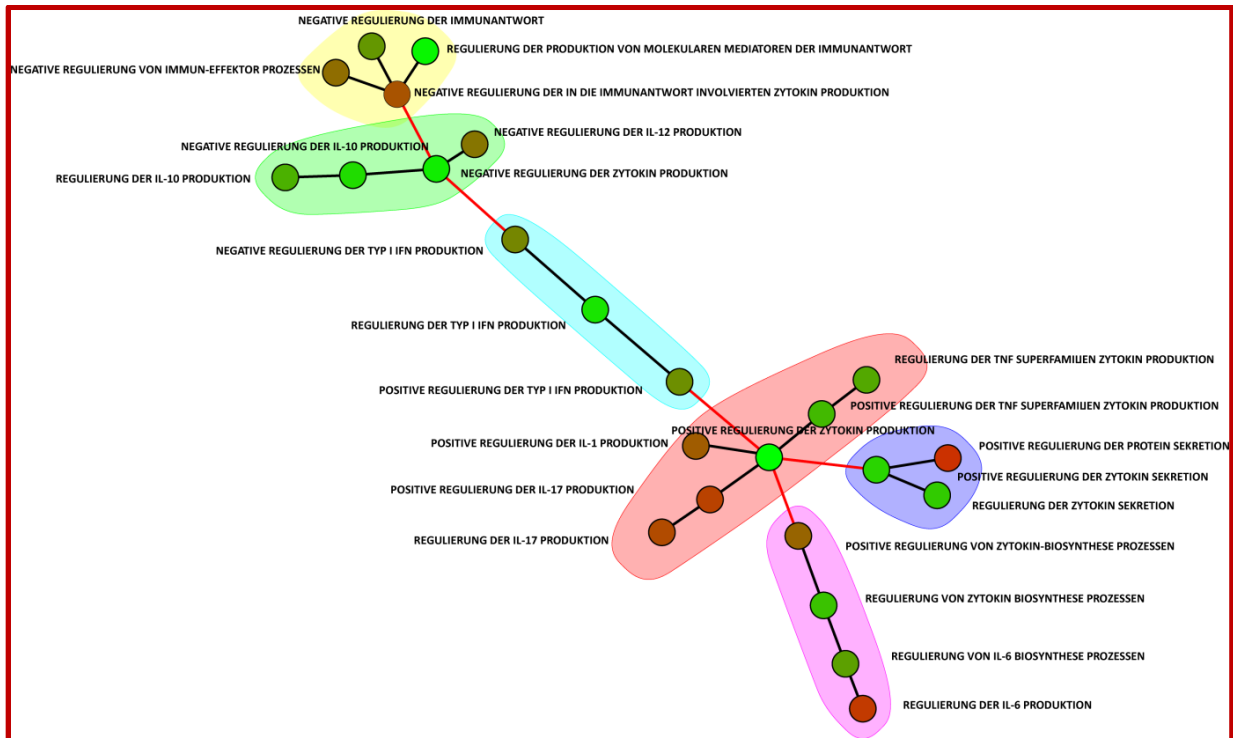 NEGATIVE REGULIERUNG DER IMMUNANTWORT
REGULIERUNG DER PRODUKTION VON MOLEKULAREN MEDIATOREN DER IMMUNANTWORT
NEGATIVE REGULIERUNG VON IMMUN-EFFEKTOR PROZESSEN
NEGATIVE REGULIERUNG DER IN DIE IMMUNANTWORT INVOLVIERTEN ZYTOKIN PRODUKTION
NEGATIVE REGULIERUNG DER IL-12 PRODUKTION
NEGATIVE REGULIERUNG DER IL-10 PRODUKTION
REGULIERUNG DER IL-10 PRODUKTION
NEGATIVE REGULIERUNG DER ZYTOKIN PRODUKTION
NEGATIVE REGULIERUNG DER TYP I IFN PRODUKTION
REGULIERUNG DER TYP I IFN PRODUKTION
REGULIERUNG DER TNF SUPERFAMILIEN ZYTOKIN PRODUKTION
POSITIVE REGULIERUNG DER TYP I IFN PRODUKTION
POSITIVE REGULIERUNG DER TNF SUPERFAMILIEN ZYTOKIN PRODUKTION
POSITIVE REGULIERUNG DER ZYTOKIN PRODUKTION
POSITIVE REGULIERUNG DER IL-1 PRODUKTION
POSITIVE REGULIERUNG DER PROTEIN SEKRETION
POSITIVE REGULIERUNG DER ZYTOKIN SEKRETION
POSITIVE REGULIERUNG DER IL-17 PRODUKTION
REGULIERUNG DER ZYTOKIN SEKRETION
REGULIERUNG DER IL-17 PRODUKTION
POSITIVE REGULIERUNG VON ZYTOKIN-BIOSYNTHESE PROZESSEN
REGULIERUNG VON ZYTOKIN BIOSYNTHESE PROZESSEN
REGULIERUNG VON IL-6 BIOSYNTHESE PROZESSEN
REGULIERUNG DER IL-6 PRODUKTION